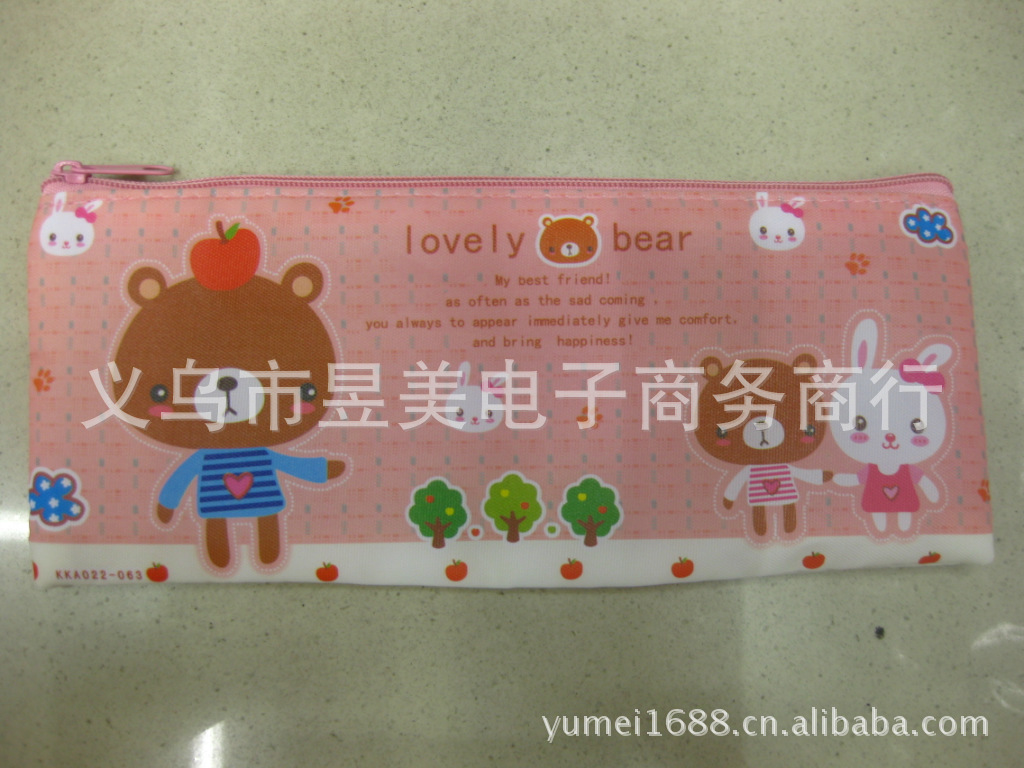 lovely bear
My best friend!
as often as the sad coming ,
you always to appear immediately give me comfort,
and bring happiness!
义乌市昱美电子商务商行
KKA022-063
yumei1688.cn.alibaba.com